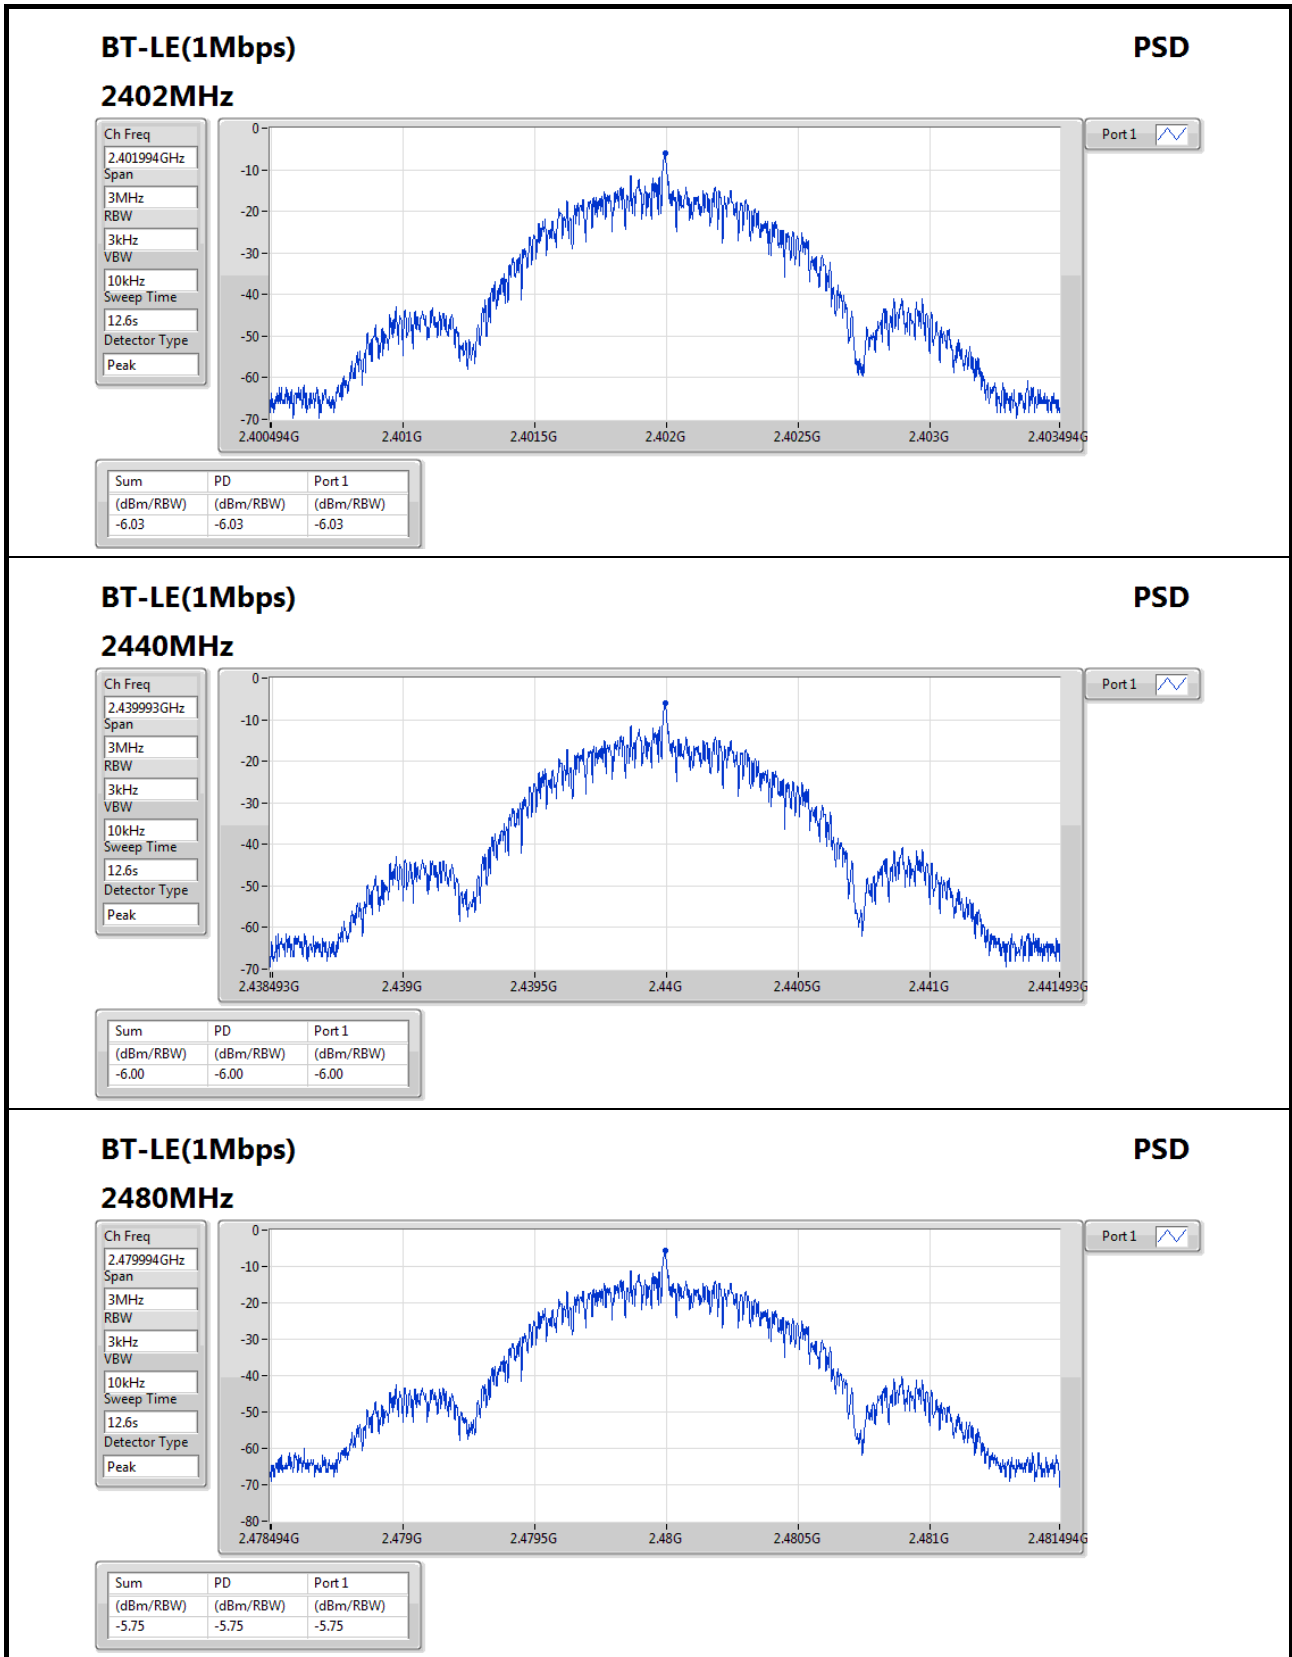 BT-LE(1Mbps) PSD
2402MHz
Ch Freq
2.401994GHz
Span
3MHz
RBW
3kHz
VBW
10kHz
Sweep Time
12.6s
Detector Type
Peak
0
-10
-20
-30
-40
-50
-60
-70
2.400494G 2.401G 2.4015G 2.402G 2.4025G 2.403G 2.403494G
Port 1
Sum PD Port 1
(dBm/RBW) (dBm/RBW) (dBm/RBW)
-6.03 -6.03 -6.03
BT-LE(1Mbps) PSD
2440MHz
Ch Freq
2.439993GHz
Span
3MHz
RBW
3kHz
VBW
10kHz
Sweep Time
12.6s
Detector Type
Peak
0
-10
-20
-30
-40
-50
-60
-70
2.438493G 2.439G 2.4395G 2.44G 2.4405G 2.441G 2.441493G
Port 1
Sum PD Port 1
(dBm/RBW) (dBm/RBW) (dBm/RBW)
-6.00 -6.00 -6.00
BT-LE(1Mbps) PSD
2480MHz
Ch Freq
2.479994GHz
Span
3MHz
RBW
3kHz
VBW
10kHz
Sweep Time
12.6s
Detector Type
Peak
0
-10
-20
-30
-40
-50
-60
-70
-80
2.478494G 2.479G 2.4795G 2.48G 2.4805G 2.481G 2.481494G
Port 1
Sum PD Port 1
(dBm/RBW) (dBm/RBW) (dBm/RBW)
-5.75 -5.75 -5.75